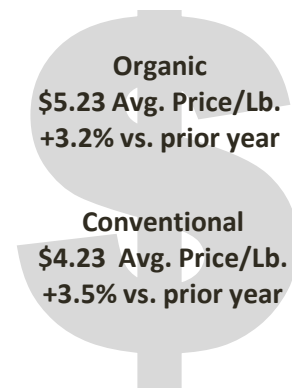 Organic
$5.23 Avg. Price/Lb.
+3.2% vs. prior year
Conventional
$4.23 Avg. Price/Lb.
+3.5% vs. prior year